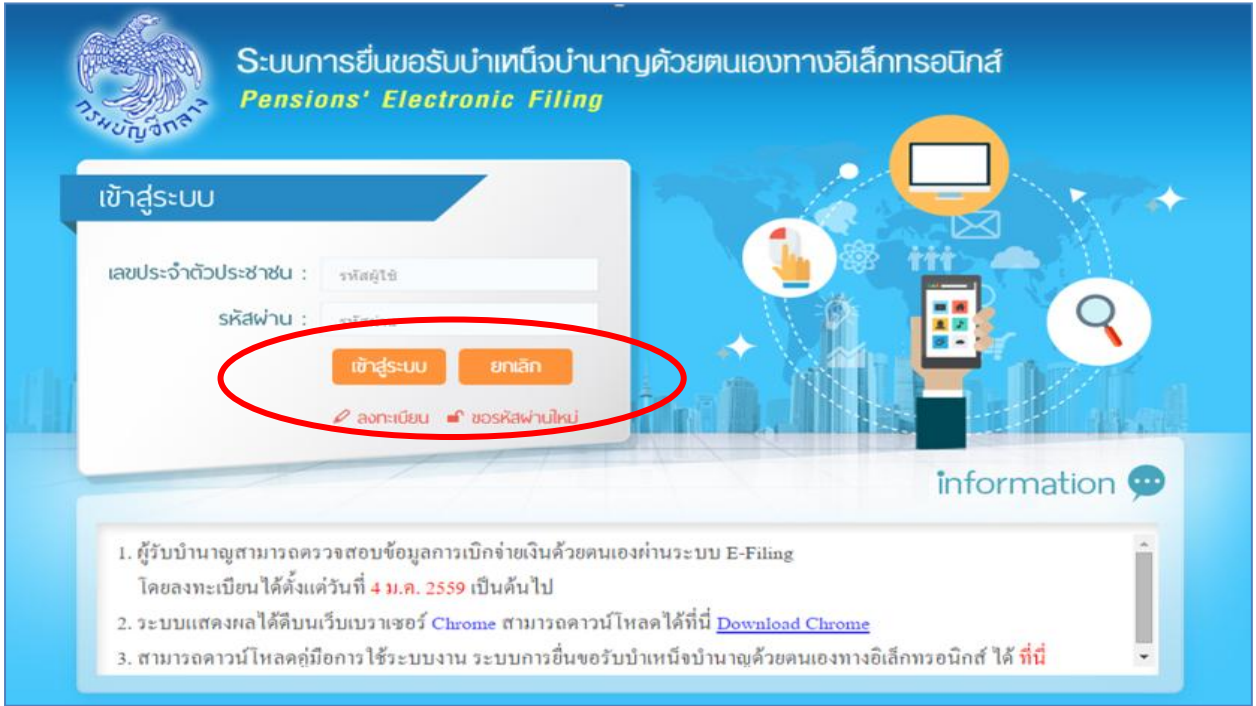 ระบบการยื่นขอรับบำเหน็จบำนาญด้วยตนเองทางอิเล็กทรอนิกส์
Pensions' Electronic Filing
กรมบัญชีกลาง
เข้าสู่ระบบ
เลขประจำตัวประชาชน : รหัสผู้ใช้
รหัสผ่าน :
เข้าสู่ระบบ ยกเลิก
ลงทะเบียน ขอรหัสผ่านใหม่
information
1. ผู้รับบำนาญสามารถตรวจสอบข้อมูลการเบิกจ่ายเงินด้วยตนเองผ่านระบบ E-Filing
โดยลงทะเบียนได้ตั้งแต่วันที่ 4 ม.ค. 2559 เป็นต้นไป
2. ระบบแสดงผลได้ดีบนเว็บเบราเซอร์ Chrome สามารถดาวน์โหลดได้ที่นี่ Download Chrome
3. สามารถดาวน์โหลดคู่มือการใช้ระบบงาน ระบบการยื่นขอรับบำเหน็จบำนาญด้วยตนเองทางอิเล็กทรอนิกส์ ได้ ที่นี่